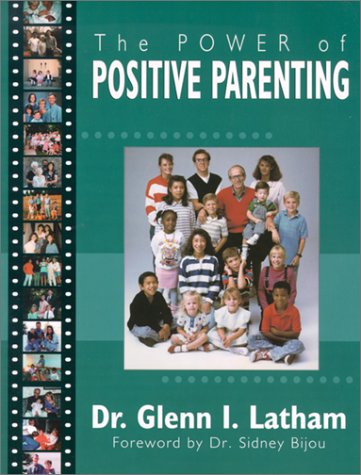 The POWER of
POSITIVE PARENTING
Dr. Glenn I. Latham
Foreword by Dr. Sidney Bijou